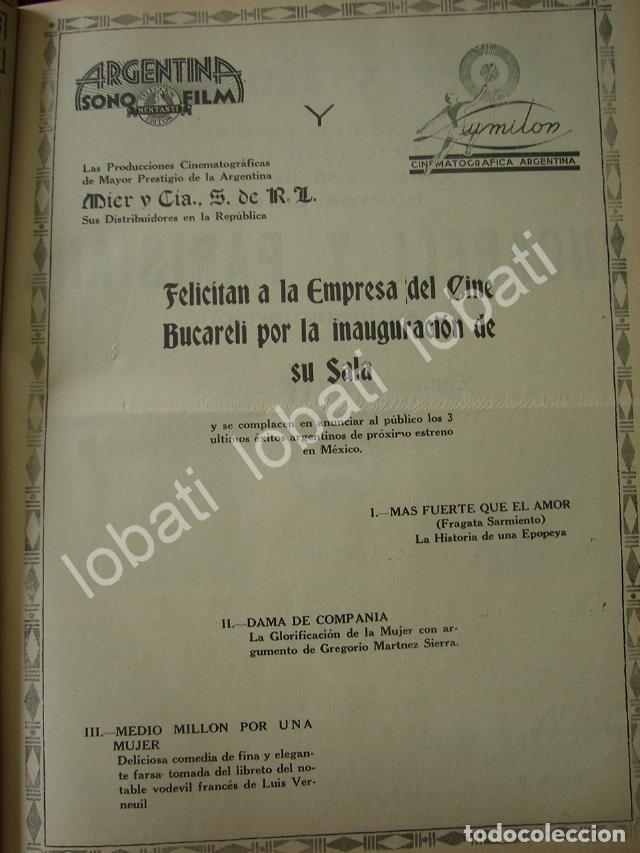 ARGENTINA
SONO FILM
MENTASTI
EDITOR
Y
Lumiton
CINEMATOGRAFICA ARGENTINA
Las Producciones Cinematográficas
de Mayor Prestigio de la Argentina
Mier y Cia., S. de R. L.
Sus Distribuidores en la República
Felicitan a la Empresa del Cine
Bucareli por la inauguracion de
su Sala
y se complacen en anunciar al público los 3
ultimos éxitos argentinos de próximo estreno
en México.
I.—MAS FUERTE QUE EL AMOR
(Fragata Sarmiento)
La Historia de una Epopeya
II.—DAMA DE COMPANIA
La Glorificación de la Mujer con ar-
gumento de Gregorio Martnez Sierra.
III.—MEDIO MILLON POR UNA
MUJER
Deliciosa comedia de fina y elegan-
te farsa tomada del libreto del no-
table vodevil francés de Luis Ver-
neuil
lobati lobati lobati
todocoleccion